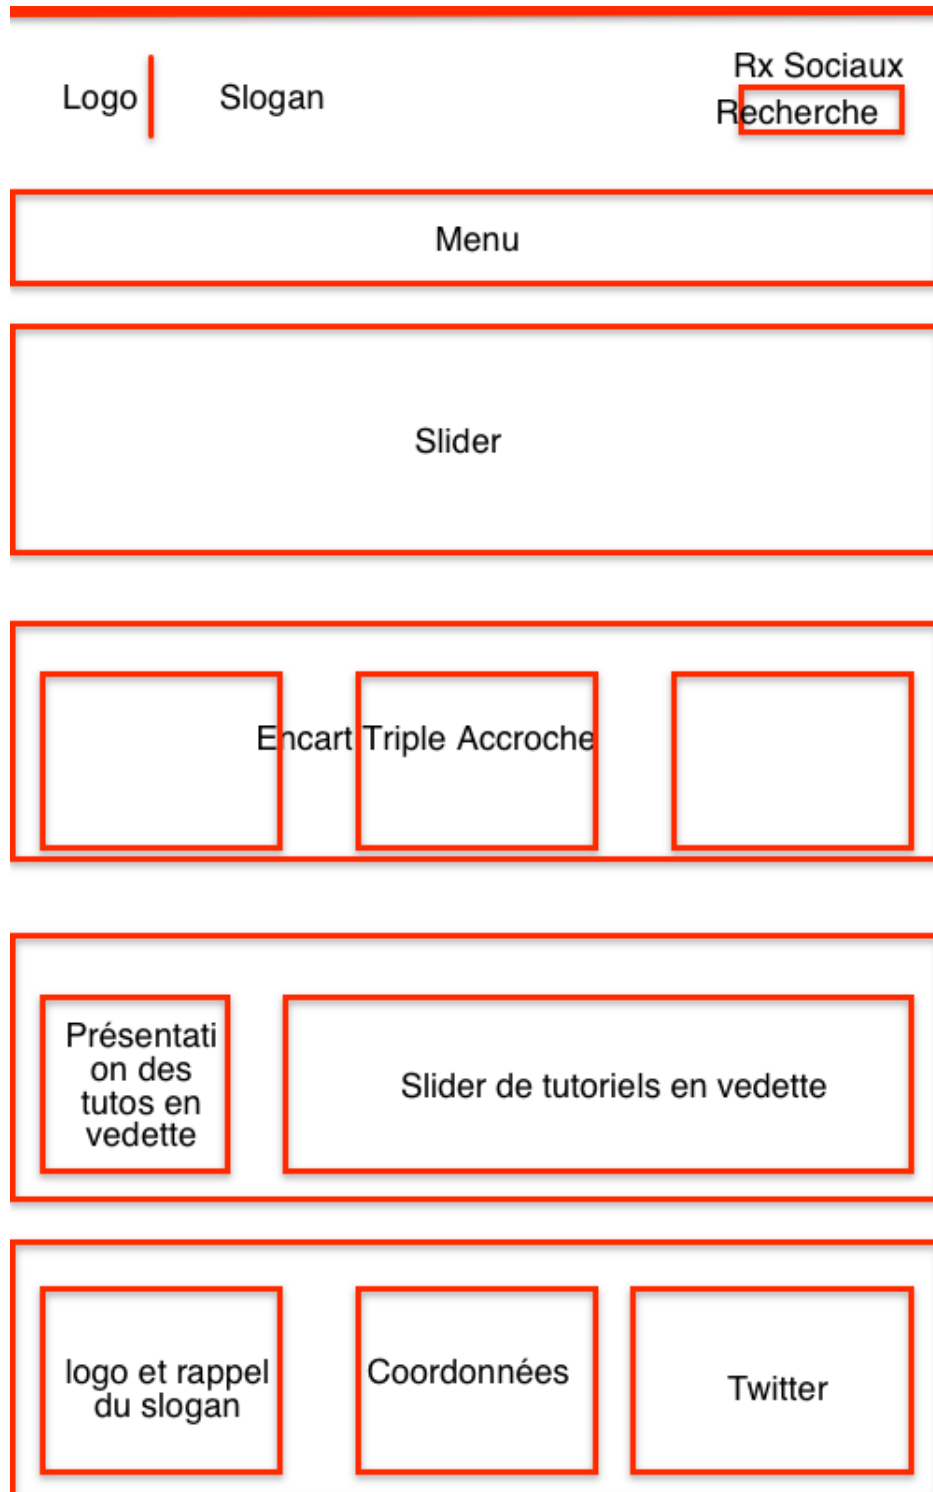 Logo
Slogan
Rx Sociaux
Recherche
Menu
Slider
Encart Triple Accroche
Présentati
on des
tutos en
vedette
Slider de tutoriels en vedette
logo et rappel
du slogan
Coordonnées
Twitter